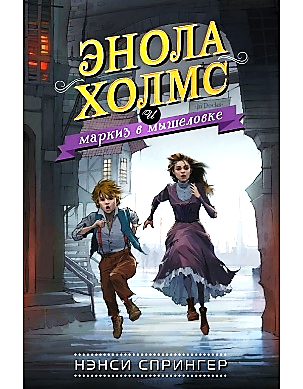 ЭНОЛА
ХОЛМС
И
МАРКИЗ В МЫШЕЛОВКЕ
НЭНСИ СПРИНГЕР